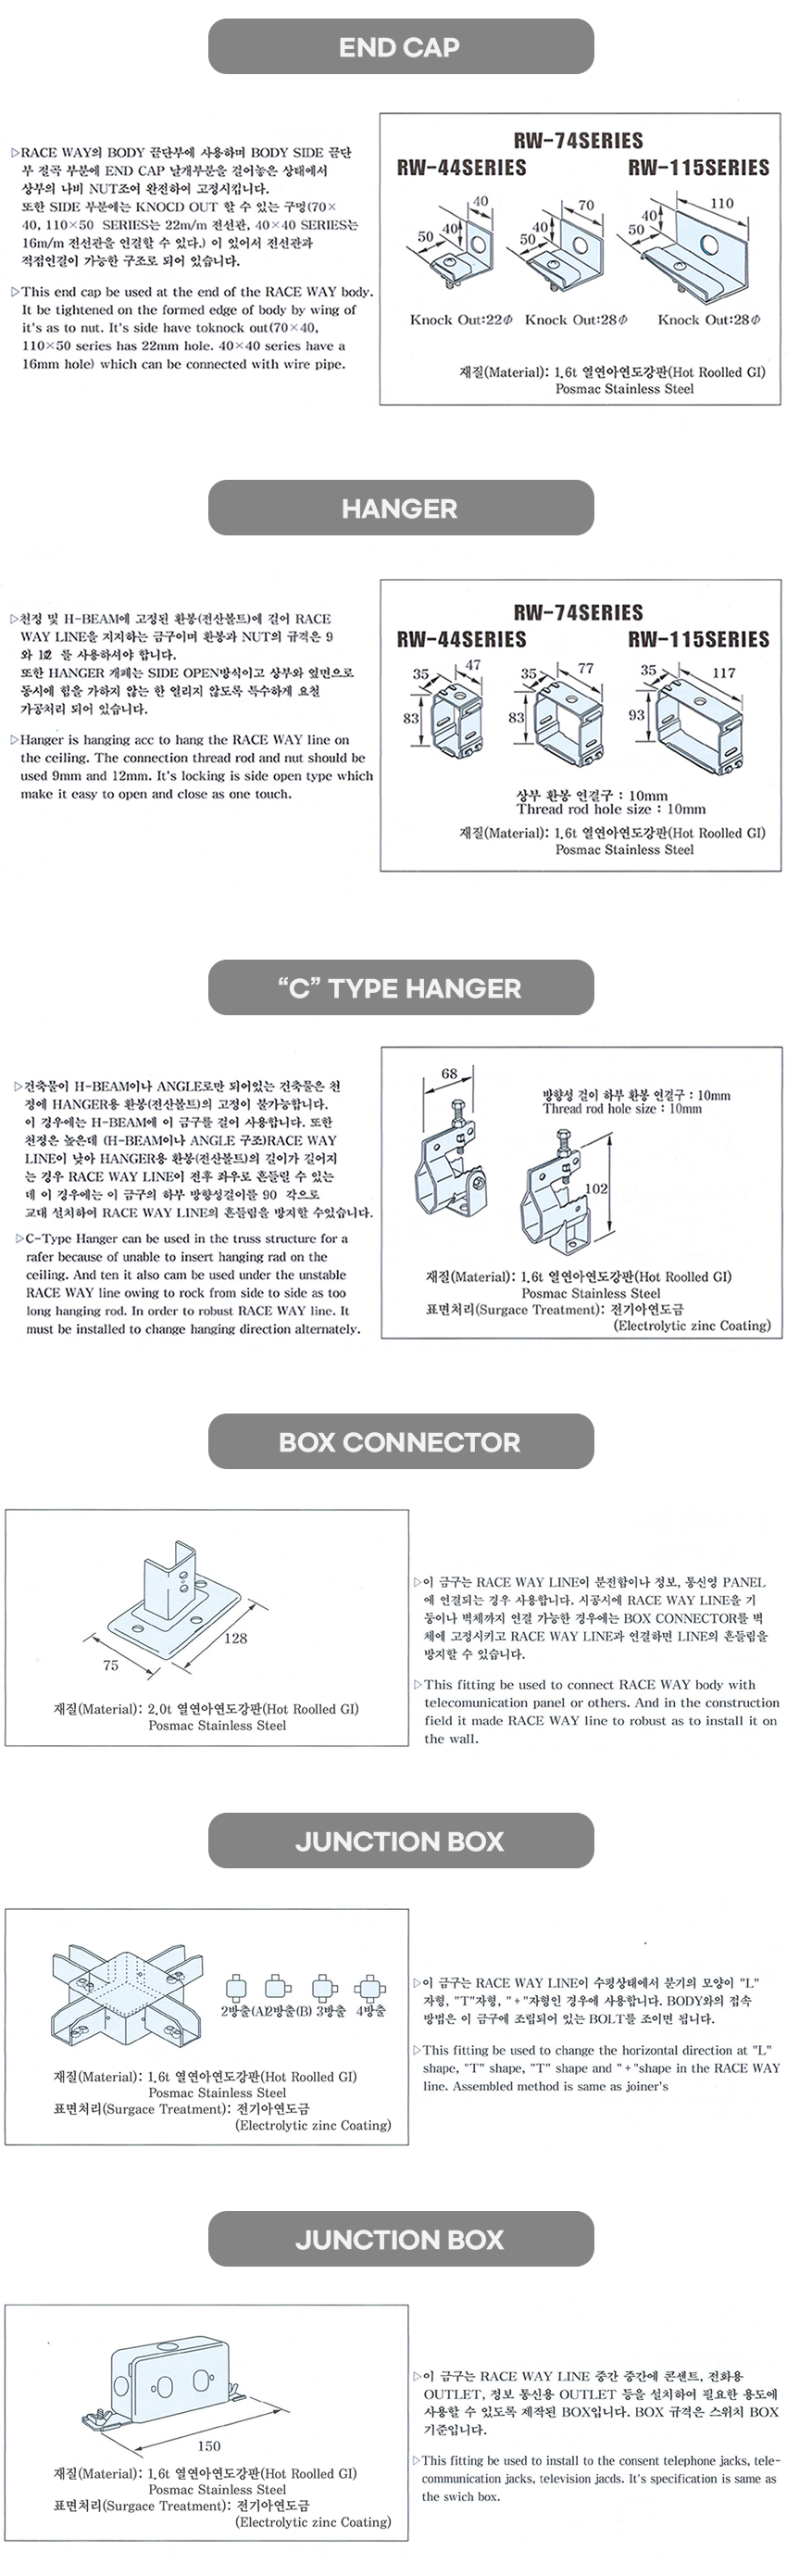 END CAP
▷RACE WAY의 BODY 끝단부에 사용하며 BODY SIDE 끝단
부 절곡 부분에 END CAP 날개부분을 걸어놓은 상태에서
상부의 나비 NUT조여 완전하여 고정시킵니다.
또한 SIDE 부분에는 KNOCD OUT 할 수 있는 구멍(70×
40, 110×50 SERIES는 22m/m 전선관, 40×40 SERIES는
16m/m 전선관을 연결할 수 있다.) 이 있어서 전선관과
직접연결이 가능한 구조로 되어 있습니다.
▷This end cap be used at the end of the RACE WAY body.
It be tightened on the formed edge of body by wing of
it's as to nut. It's side have toknock out(70×40,
110×50 series has 22mm hole. 40×40 series have a
16mm hole) which can be connected with wire pipe.
RW-74SERIES
RW-44SERIES RW-115SERIES
40 70 110
50 40 50 40 50 40
Knock Out:22Φ Knock Out:28Φ Knock Out:28Φ
재질(Material): 1.6t 열연아연도강판(Hot Roolled GI)
Posmac Stainless Steel
HANGER
▷천정 및 H-BEAM에 고정된 환봉(전산볼트)에 걸어 RACE
WAY LINE을 지지하는 금구이며 환봉과 NUT의 규격은 9
와 12 를 사용하셔야 합니다.
또한 HANGER 개폐는 SIDE OPEN방식이고 상부와 옆면으로
동시에 힘을 가하지 않는 한 열리지 않도록 특수하게 요철
가공처리 되어 있습니다.
▷Hanger is hanging acc to hang the RACE WAY line on
the ceiling. The connection thread rod and nut should be
used 9mm and 12mm. It's locking is side open type which
make it easy to open and close as one touch.
RW-74SERIES
RW-44SERIES RW-115SERIES
35 47 35 77 35 117
83 83 93
상부 환봉 연결구 : 10mm
Thread rod hole size : 10mm
재질(Material): 1.6t 열연아연도강판(Hot Roolled GI)
Posmac Stainless Steel
“C” TYPE HANGER
▷건축물이 H-BEAM이나 ANGLE로만 되어있는 건축물은 천
정에 HANGER용 환봉(전산볼트)의 고정이 불가능합니다.
이 경우에는 H-BEAM에 이 금구를 걸어 사용합니다. 또한
천정은 높은데 (H-BEAM이나 ANGLE 구조)RACE WAY
LINE이 낮아 HANGER용 환봉(전산볼트)의 길이가 길어지
는 경우 RACE WAY LINE이 전후 좌우로 흔들릴 수 있는
데 이 경우에는 이 금구의 하부 방향성걸이를 90 각으로
교대 설치하여 RACE WAY LINE의 흔들림을 방지할 수있습니다.
▷C-Type Hanger can be used in the truss structure for a
rafer because of unable to insert hanging rad on the
ceiling. And ten it also cam be used under the unstable
RACE WAY line owing to rock from side to side as too
long hanging rod. In order to robust RACE WAY line. It
must be installed to change hanging direction alternately.
68
방향성 걸이 하부 환봉 연결구 : 10mm
Thread rod hole size : 10mm
102
재질(Material): 1.6t 열연아연도강판(Hot Roolled GI)
Posmac Stainless Steel
표면처리(Surgace Treatment): 전기아연도금
(Electrolytic zinc Coating)
BOX CONNECTOR
75 128
재질(Material): 2.0t 열연아연도강판(Hot Roolled GI)
Posmac Stainless Steel
▷이 금구는 RACE WAY LINE이 분전함이나 정보, 통신영 PANEL
에 연결되는 경우 사용합니다. 시공시에 RACE WAY LINE을 기
둥이나 벽체까지 연결 가능한 경우에는 BOX CONNECTOR를 벽
체에 고정시키고 RACE WAY LINE과 연결하면 LINE의 흔들림을
방지할 수 있습니다.
▷This fitting be used to connect RACE WAY body with
telecomunication panel or others. And in the construction
field it made RACE WAY line to robust as to install it on
the wall.
JUNCTION BOX
2방출(A) 2방출(B) 3방출 4방출
재질(Material): 1.6t 열연아연도강판(Hot Roolled GI)
Posmac Stainless Steel
표면처리(Surgace Treatment): 전기아연도금
(Electrolytic zinc Coating)
▷이 금구는 RACE WAY LINE이 수평상태에서 분기의 모양이 "L"
자형, "T"자형, "+"자형인 경우에 사용합니다. BODY와의 접속
방법은 이 금구에 조립되어 있는 BOLT를 조이면 됩니다.
▷This fitting be used to change the horizontal direction at "L"
shape, "T" shape, "T" shape and "+"shape in the RACE WAY
line. Assembled method is same as joiner's
JUNCTION BOX
150
재질(Material): 1.6t 열연아연도강판(Hot Roolled GI)
Posmac Stainless Steel
표면처리(Surgace Treatment): 전기아연도금
(Electrolytic zinc Coating)
▷이 금구는 RACE WAY LINE 중간 중간에 콘센트, 전화용
OUTLET, 정보 통신용 OUTLET 등을 설치하여 필요한 용도에
사용할 수 있도록 제작된 BOX입니다. BOX 규격은 스위치 BOX
기준입니다.
▷This fitting be used to install to the consent telephone jacks, tele-
communication jacks, television jacds. It's specification is same as
the swich box.